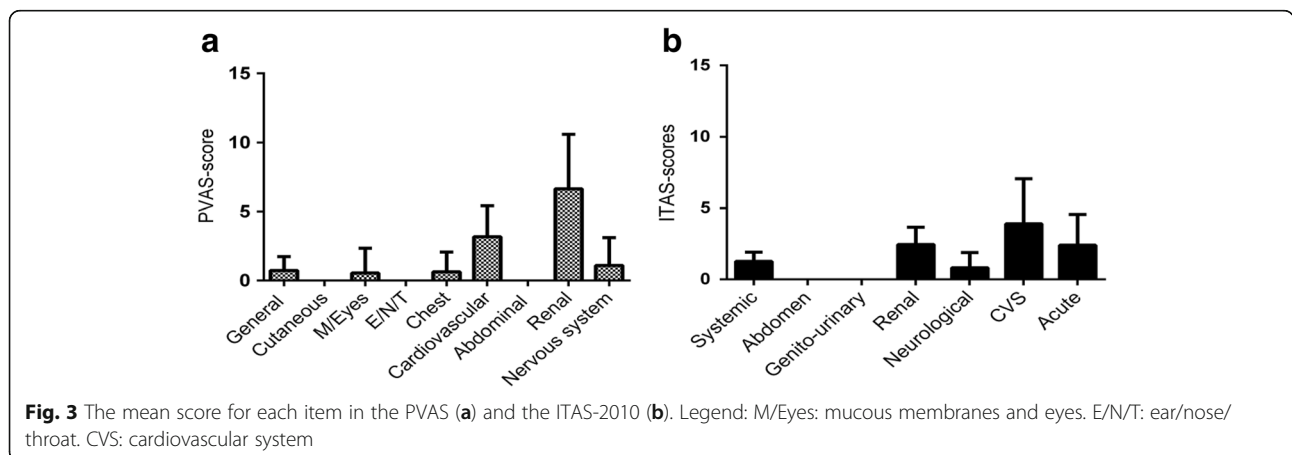 a
15
10
5
0
PVAS-score
General
Cutaneous
M/Eyes
E/N/T
Chest
Cardiovascular
Abdominal
Renal
Nervous system
b
15
10
5
0
ITAS-scores
Systemic
Abdomen
Genito-urinary
Renal
Neurological
CVS
Acute
Fig. 3 The mean score for each item in the PVAS (a) and the ITAS-2010 (b). Legend: M/Eyes: mucous membranes and eyes. E/N/T: ear/nose/
throat. CVS: cardiovascular system